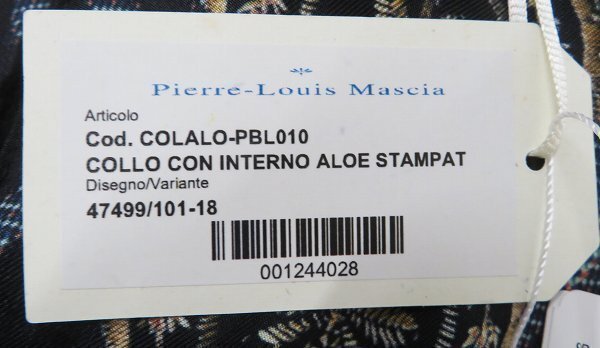 Pierre-Louis Mascia
Articolo
Cod. COLALO-PBL010
COLLO CON INTERNO ALOE STAMPAT
Disegno/Variante
47499/101-18
001244028